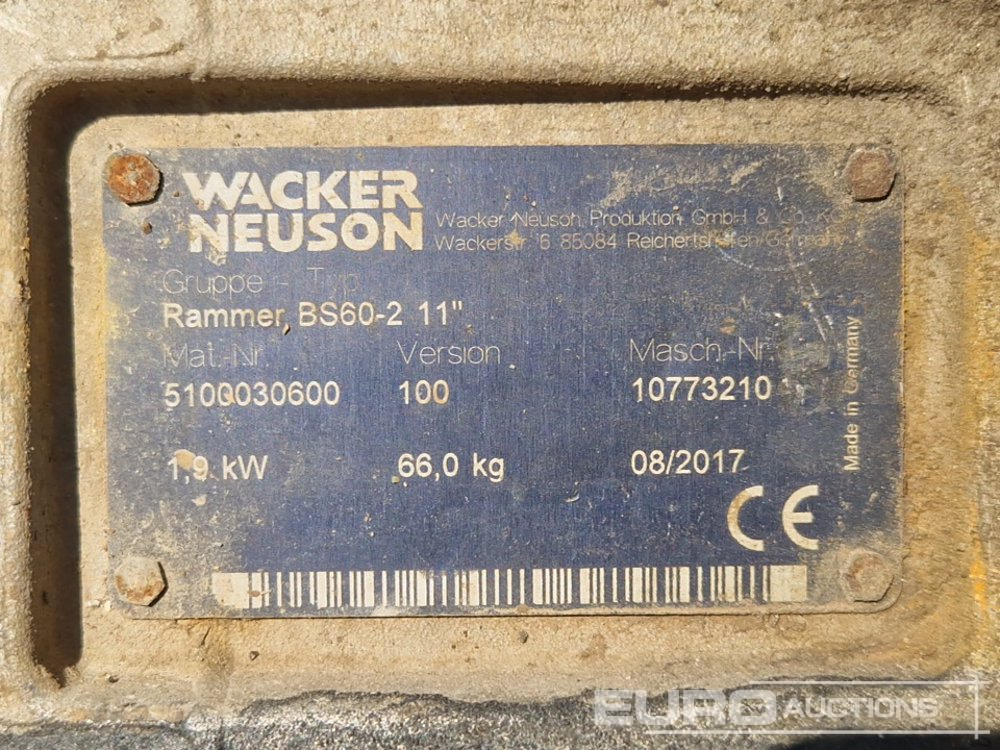 WACKER
NEUSON
Wacker Neuson Produktion GmbH & Co. KG
Wackerstr. 6 85084 Reichertshofen/Germany
Gruppe - Typ
Rammer BS60-2 11"
Mat.-Nr. Version Masch.-Nr.
5100030600 100 10773210
1,9 kW 66,0 kg 08/2017
Made in Germany
CE
EURO AUCTIONS